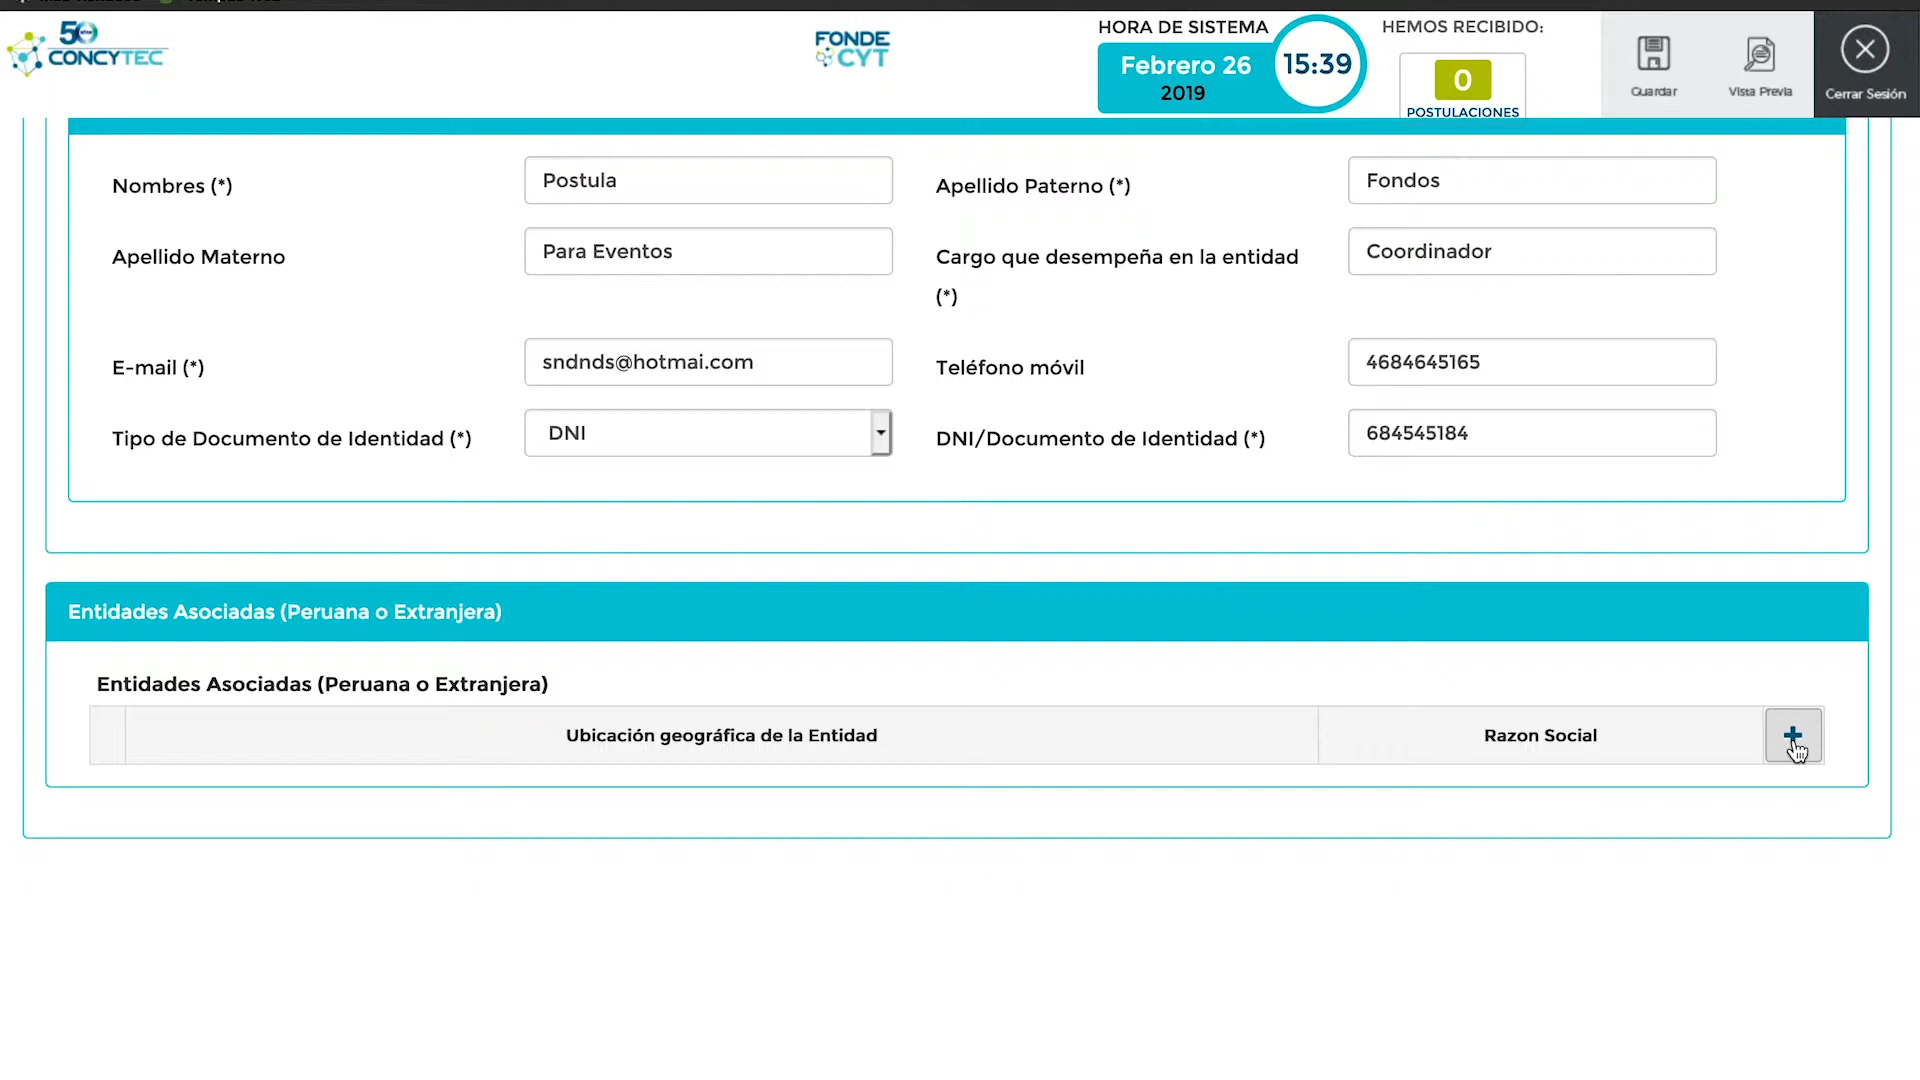 50 años
CONCYTEC
FONDE
CYT
HORA DE SISTEMA
Febrero 26
2019
15:39
HEMOS RECIBIDO:
0
POSTULACIONES
Guardar
Vista Previa
Cerrar Sesión
Nombres (*)
Postula
Apellido Paterno (*)
Fondos
Apellido Materno
Para Eventos
Cargo que desempeña en la entidad
(*)
Coordinador
E-mail (*)
sndnds@hotmai.com
Teléfono móvil
4684645165
Tipo de Documento de Identidad (*)
DNI
DNI/Documento de Identidad (*)
684545184
Entidades Asociadas (Peruana o Extranjera)
Entidades Asociadas (Peruana o Extranjera)
Ubicación geográfica de la Entidad
Razon Social
+